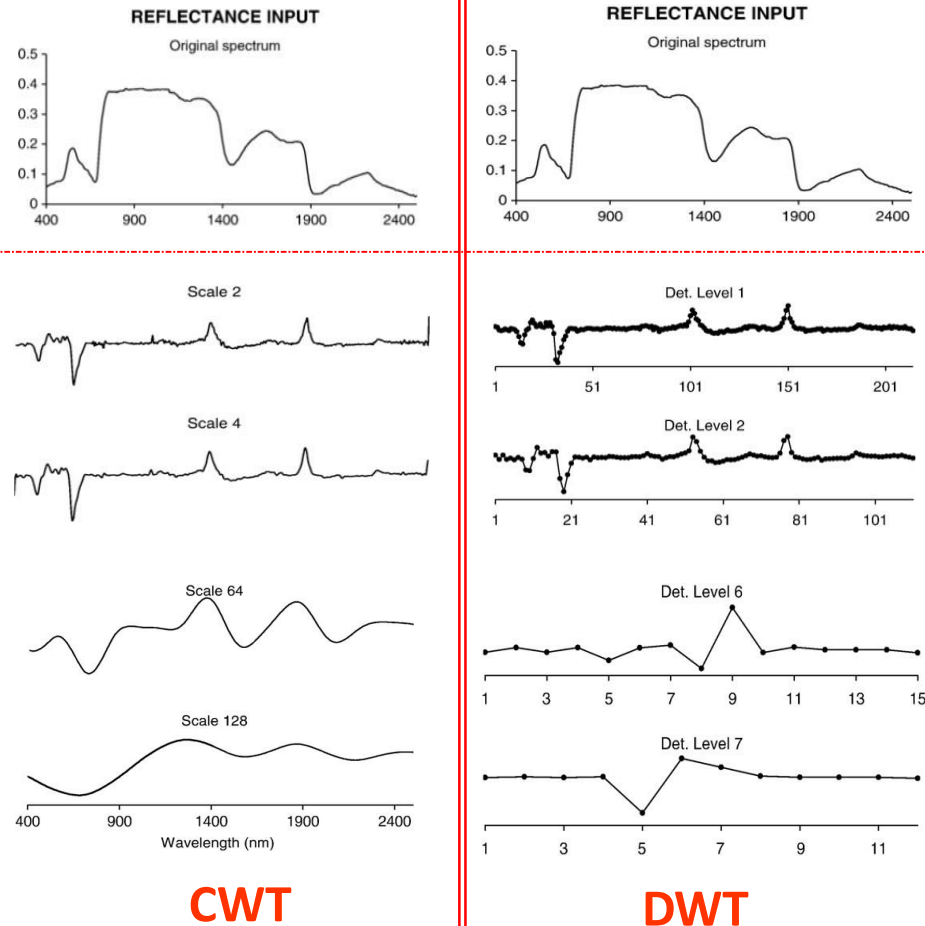 REFLECTANCE INPUT
Original spectrum
0.5
0.4
0.3
0.2
0.1
0
400 900 1400 1900 2400
Scale 2
Scale 4
Scale 64
Scale 128
400 900 1400 1900 2400
Wavelength (nm)
CWT
REFLECTANCE INPUT
Original spectrum
0.5
0.4
0.3
0.2
0.1
0
400 900 1400 1900 2400
Det. Level 1
1 51 101 151 201
Det. Level 2
1 21 41 61 81 101
Det. Level 6
1 3 5 7 9 11 13 15
Det. Level 7
1 3 5 7 9 11
DWT